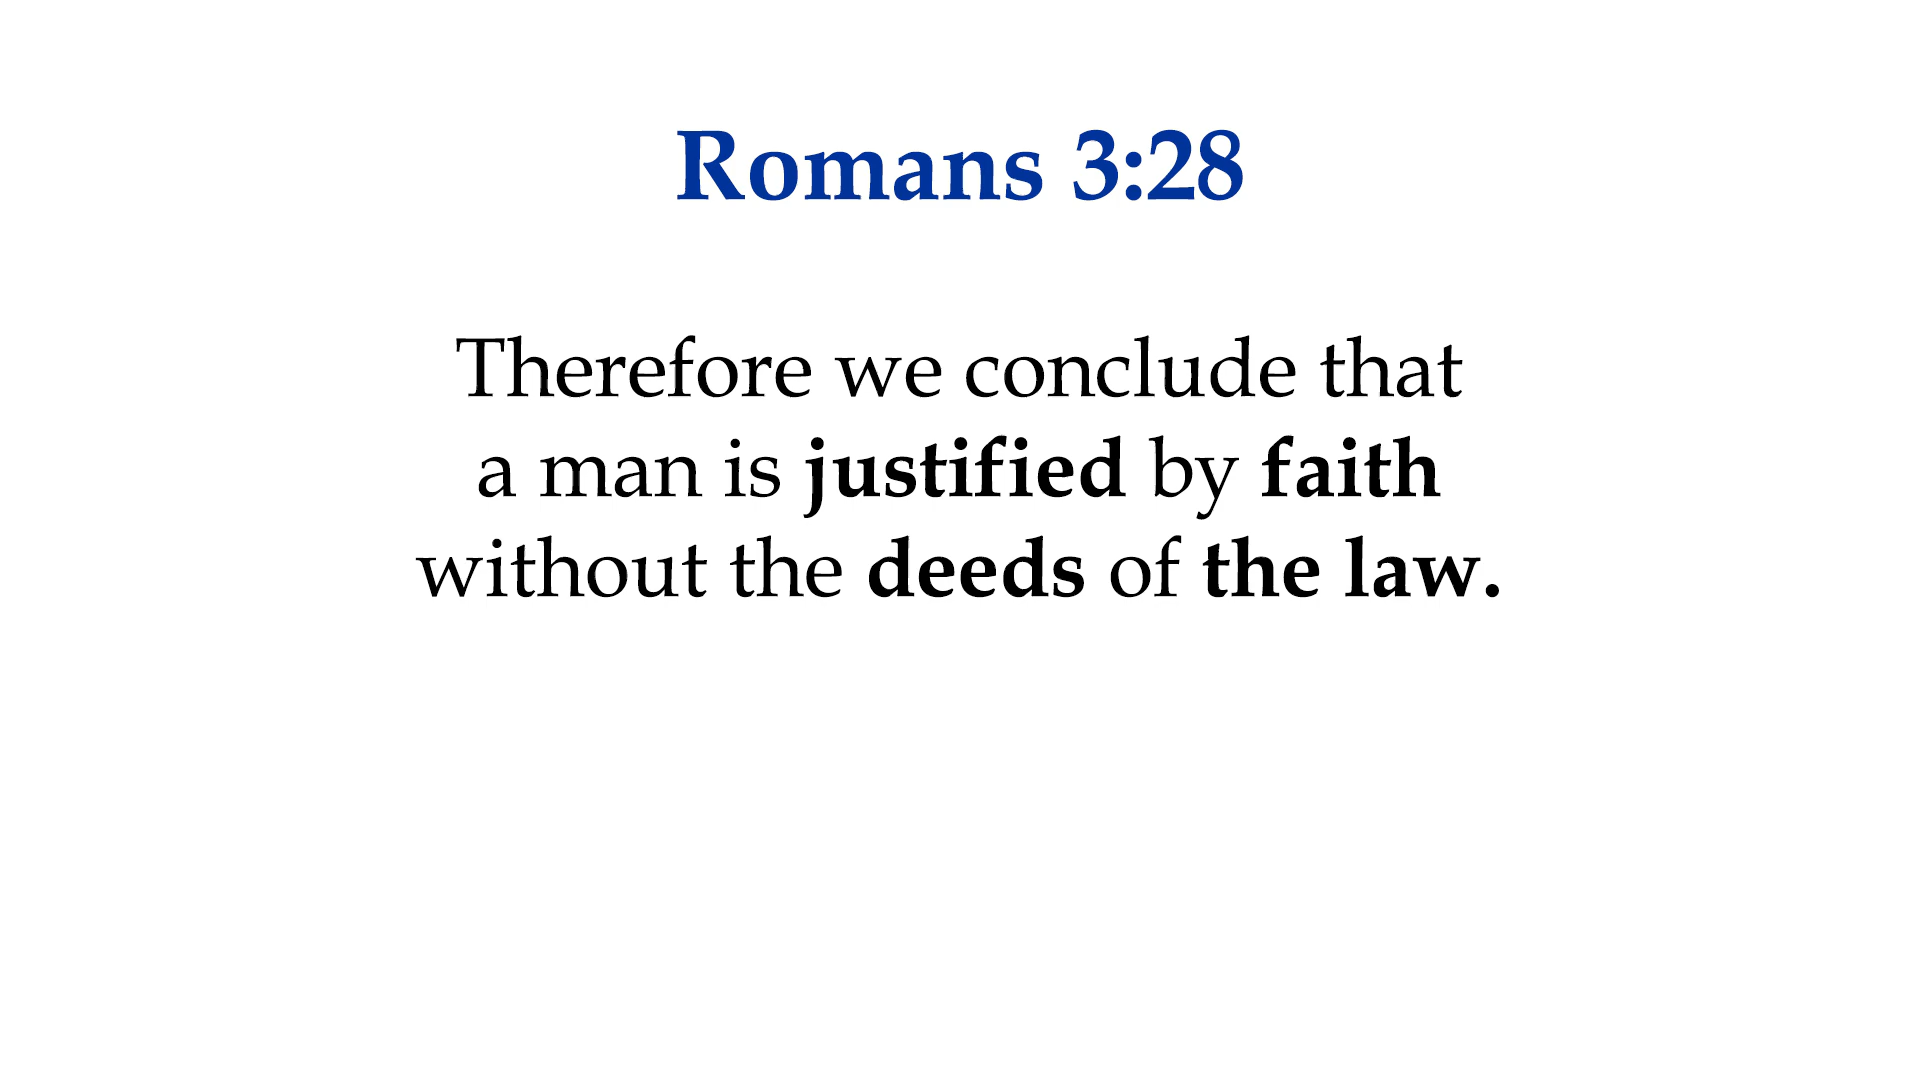 Romans 3:28
Therefore we conclude that
a man is justified by faith
without the deeds of the law.